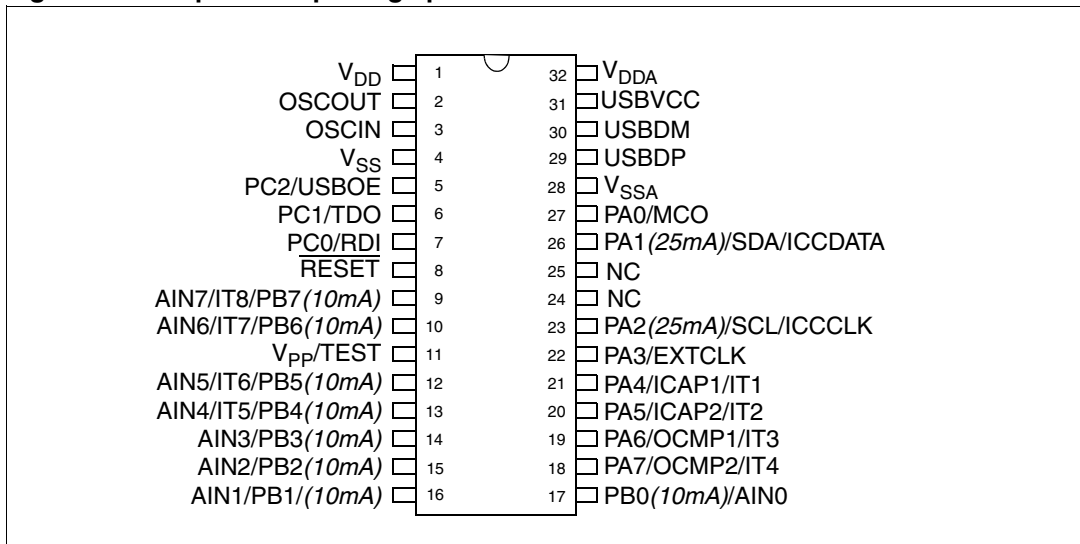 V_DD 1 32 V_DDA
OSCOUT 2 31 USBVCC
OSCIN 3 30 USBDM
V_SS 4 29 USBDP
PC2/USBOE 5 28 V_SSA
PC1/TDO 6 27 PA0/MCO
PC0/RDI 7 26 PA1(25mA)/SDA/ICCDATA
RESET 8 25 NC
AIN7/IT8/PB7(10mA) 9 24 NC
AIN6/IT7/PB6(10mA) 10 23 PA2(25mA)/SCL/ICCCLK
V_PP/TEST 11 22 PA3/EXTCLK
AIN5/IT6/PB5(10mA) 12 21 PA4/ICAP1/IT1
AIN4/IT5/PB4(10mA) 13 20 PA5/ICAP2/IT2
AIN3/PB3(10mA) 14 19 PA6/OCMP1/IT3
AIN2/PB2(10mA) 15 18 PA7/OCMP2/IT4
AIN1/PB1/(10mA) 16 17 PB0(10mA)/AIN0